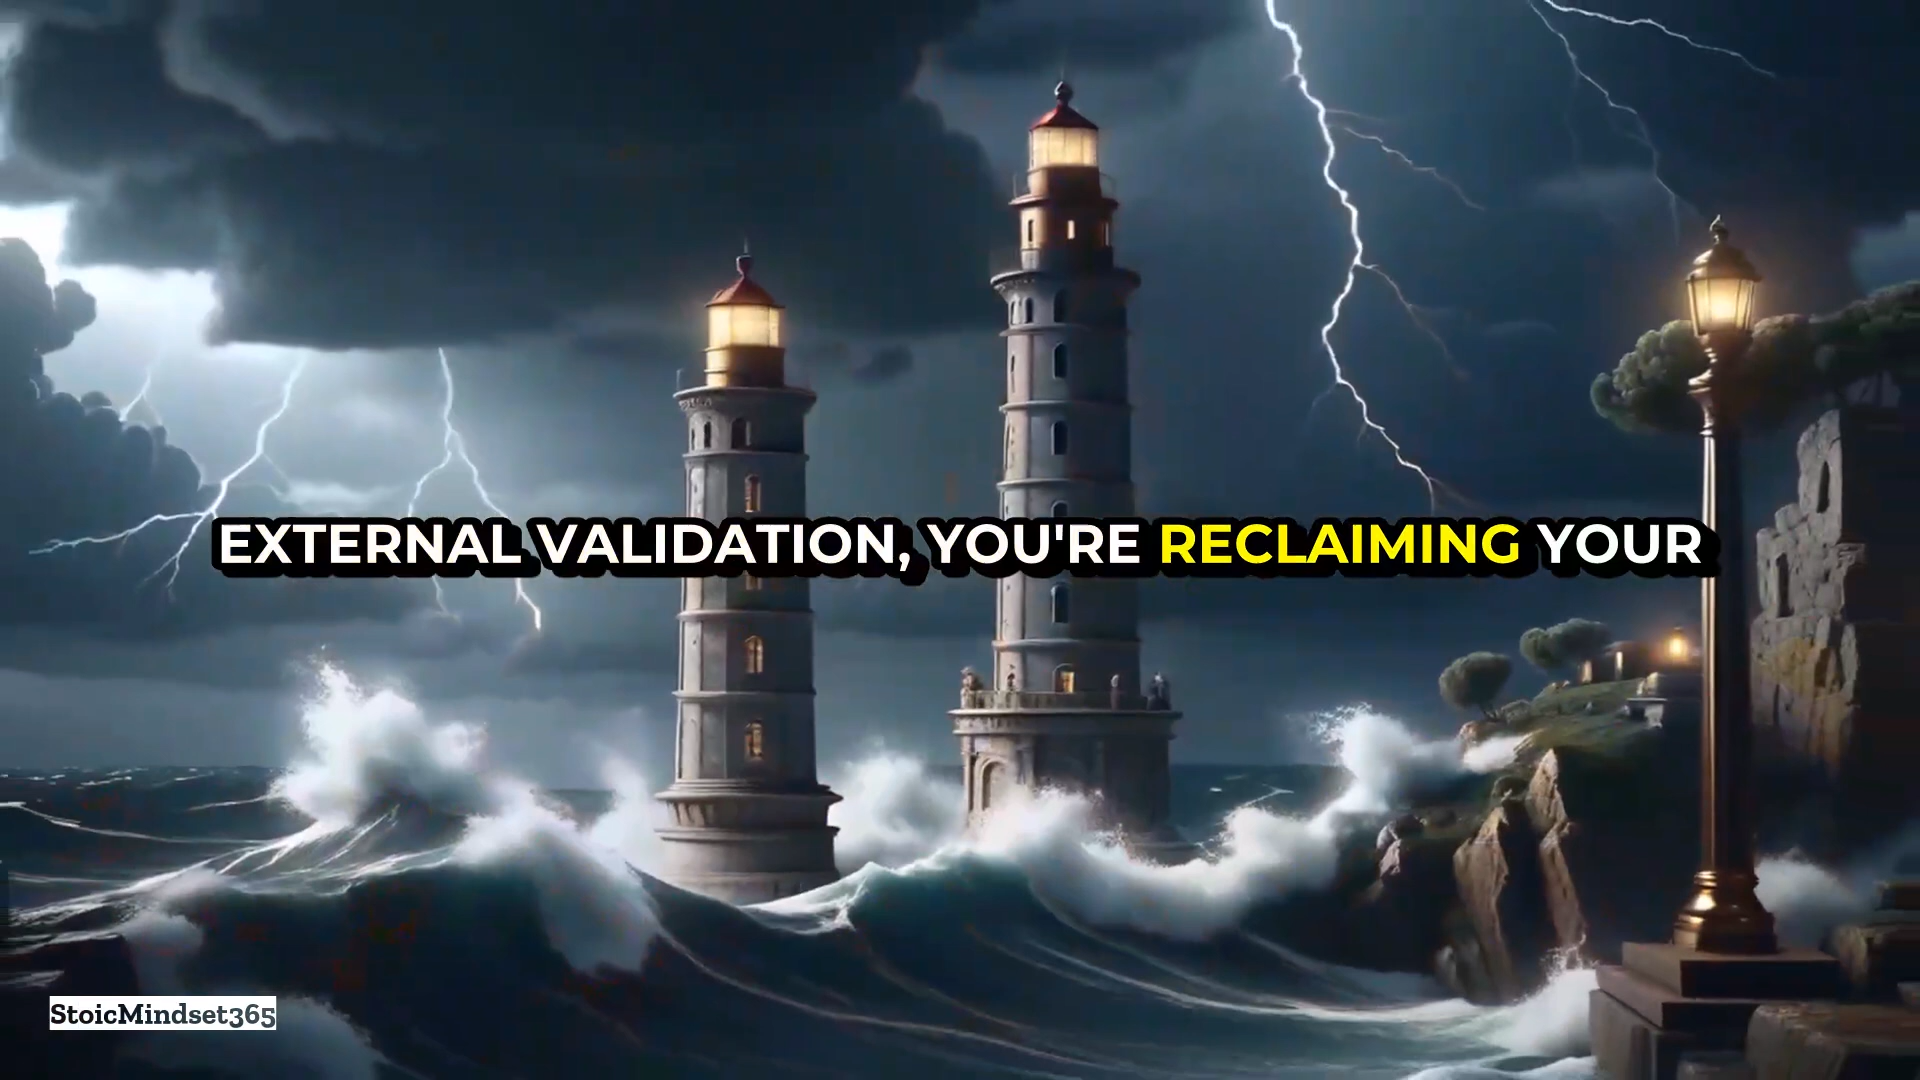 EXTERNAL VALIDATION, YOU'RE RECLAIMING YOUR
StoicMindset365